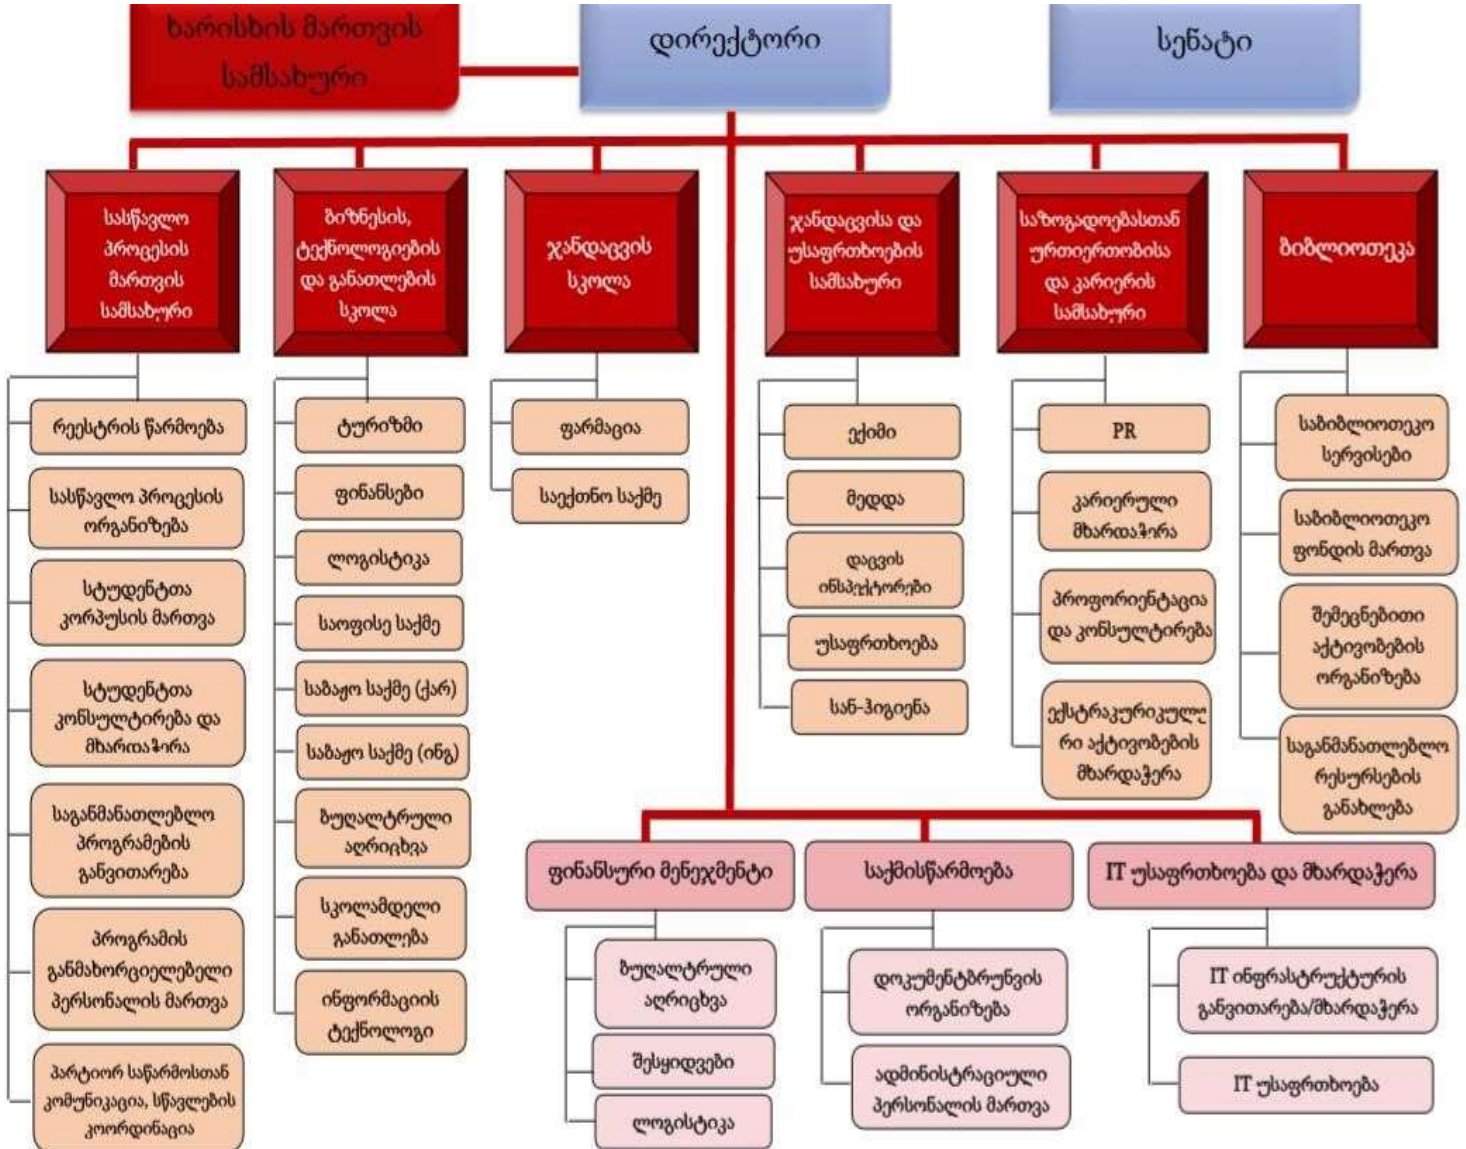 ხარისხის მართვის
სამსახური
დირექტორი
სენატი
სასწავლო
პროცესის
მართვის
სამსახური
ბიზნესის,
ტექნოლოგიების
და განათლების
სკოლა
ჯანდაცვის
სკოლა
ჯანდაცვისა და
უსაფრთხოების
სამსახური
საზოგადოებასთან
ურთიერთობისა
და კარიერის
სამსახური
ბიბლიოთეკა
რეესტრის წარმოება
სასწავლო პროცესის
ორგანიზება
სტუდენტთა
კორპუსის მართვა
სტუდენტთა
კონსულტირება და
მხარდაჭერა
საგანმანათლებლო
პროგრამების
განვითარება
პროგრამის
განმახორციელებელი
პერსონალის მართვა
პარტიორ საწარმოსთან
კომუნიკაცია, სწავლების
კოორდინაცია
ტურიზმი
ფინანსები
ლოგისტიკა
საოფისე საქმე
საბაჟო საქმე (ქარ)
საბაჟო საქმე (ინგ)
ბუღალტრული
აღრიცხვა
სკოლამდელი
განათლება
ინფორმაციის
ტექნოლოგი
ფარმაცია
საექთნო საქმე
ექიმი
მედდა
დაცვის
ინსპექტორები
უსაფრთხოება
სან-ჰიგიენა
PR
კარიერული
მხარდაჭერა
პროფორიენტაცია
და კონსულტირება
ექსტრაკურიკულუ
რი აქტივობების
მხარდაჭერა
საბიბლიოთეკო
სერვისები
საბიბლიოთეკო
ფონდის მართვა
შემეცნებითი
აქტივობების
ორგანიზება
საგანმანათლებლო
რესურსების
განახლება
ფინანსური მენეჯმენტი
ბუღალტრული
აღრიცხვა
შესყიდვები
ლოგისტიკა
საქმისწარმოება
დოკუმენტბრუნვის
ორგანიზება
ადმინისტრაციული
პერსონალის მართვა
IT უსაფრთხოება და მხარდაჭერა
IT ინფრასტრუქტურის
განვითარება/მხარდაჭერა
IT უსაფრთხოება